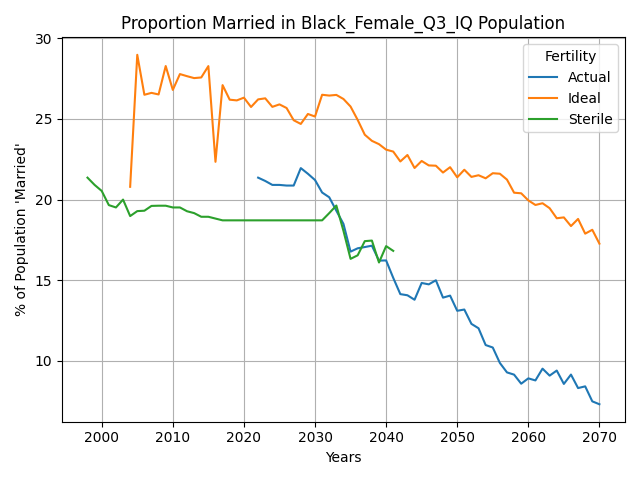 Proportion Married in Black_Female_Q3_IQ Population
% of Population 'Married'
30
25
20
15
10
Fertility
Actual
Ideal
Sterile
2000 2010 2020 2030 2040 2050 2060 2070
Years